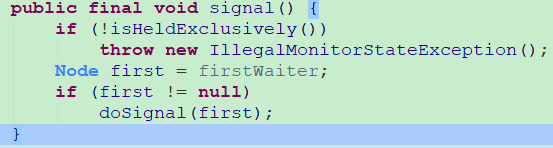 public final void signal() {
    if (!isHeldExclusively())
        throw new IllegalMonitorStateException();
    Node first = firstWaiter;
    if (first != null)
        doSignal(first);
}